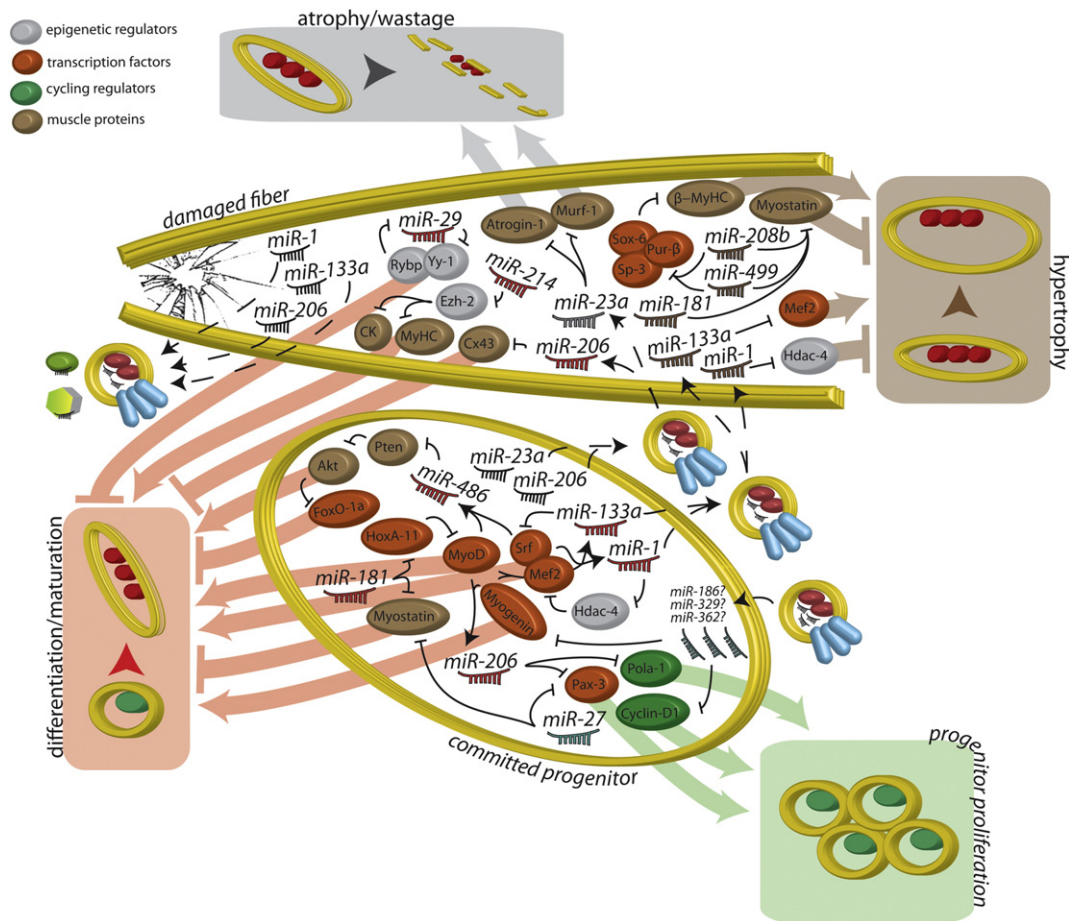 atrophy/wastage
epigenetic regulators
transcription factors
cycling regulators
muscle proteins
damaged fiber
miR-1
miR-133a
miR-206
miR-29
Rybp
Yy-1
miR-214
Ezh-2
CK
MyHC
Cx43
Atrogin-1
Murf-1
β-MyHC
Myostatin
Sox-6
Pur-β
Sp-3
miR-208b
miR-499
miR-23a
miR-181
miR-206
miR-133a
miR-1
Mef2
Hdac-4
hypertrophy
Pten
Akt
miR-23a
miR-206
miR-486
FoxO-1a
HoxA-11
miR-133a
MyoD
Srf
Mef2
miR-1
miR-181
Myostatin
Myogenin
Hdac-4
miR-186?
miR-329?
miR-362?
miR-206
Pola-1
Pax-3
Cyclin-D1
miR-27
committed progenitor
differentiation/maturation
progenitor proliferation